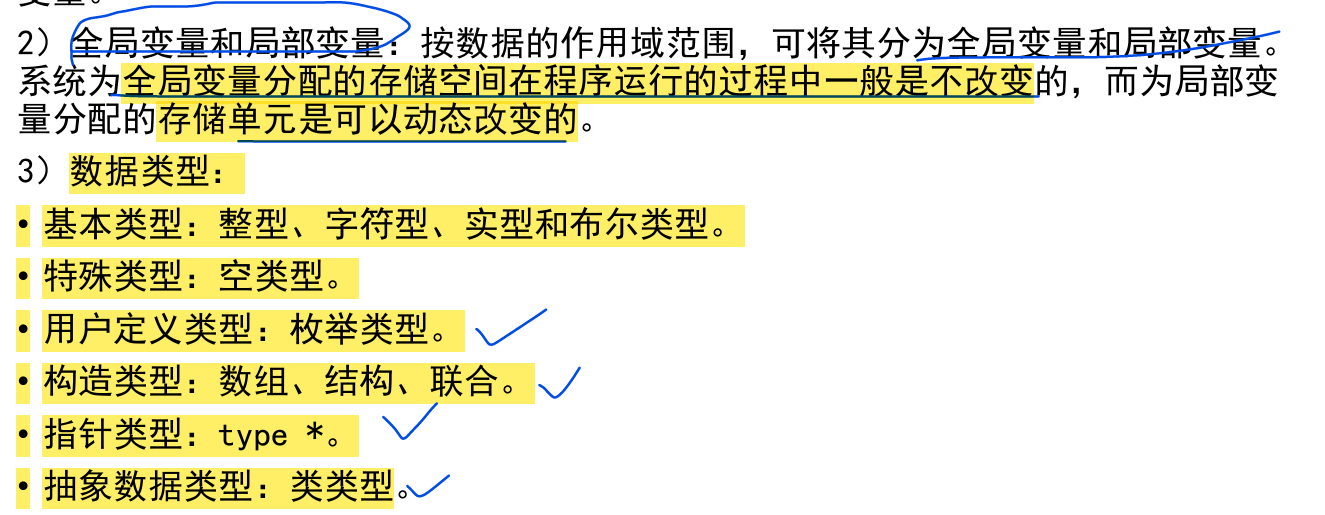 变量。
2）全局变量和局部变量：按数据的作用域范围，可将其分为全局变量和局部变量。
系统为全局变量分配的存储空间在程序运行的过程中一般是不改变的，而为局部变
量分配的存储单元是可以动态改变的。
3）数据类型：
• 基本类型：整型、字符型、实型和布尔类型。
• 特殊类型：空类型。
• 用户定义类型：枚举类型。
• 构造类型：数组、结构、联合。
• 指针类型：type *。
• 抽象数据类型：类类型。